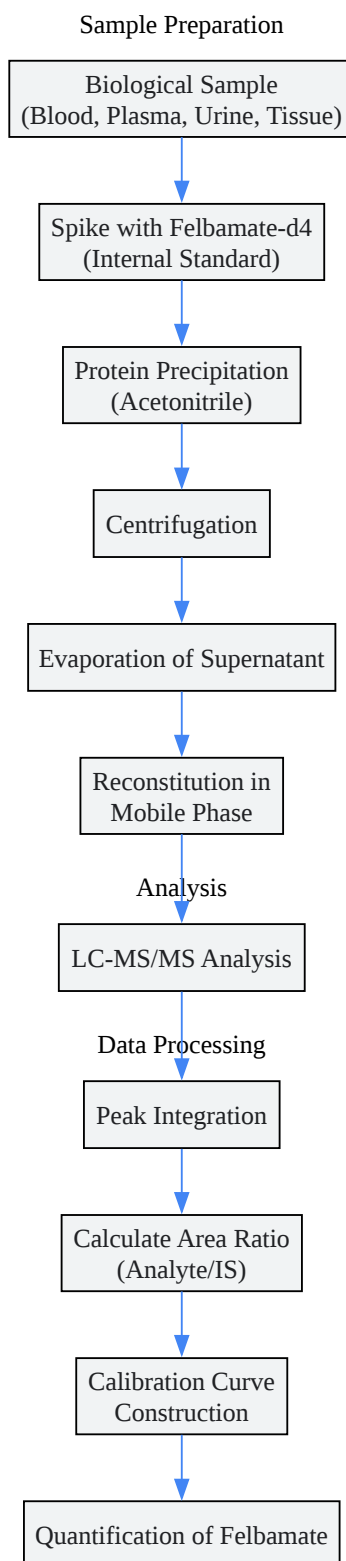 Sample Preparation
Biological Sample
(Blood, Plasma, Urine, Tissue)
Spike with Felbamate-d4
(Internal Standard)
Protein Precipitation
(Acetonitrile)
Centrifugation
Evaporation of Supernatant
Reconstitution in
Mobile Phase
Analysis
LC-MS/MS Analysis
Data Processing
Peak Integration
Calculate Area Ratio
(Analyte/IS)
Calibration Curve
Construction
Quantification of Felbamate